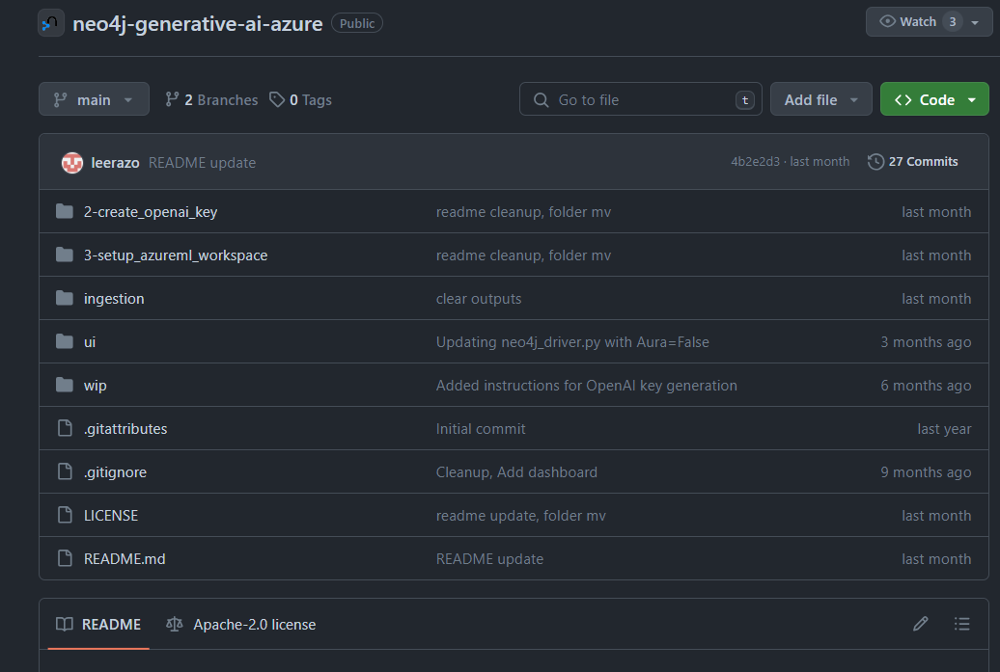 neo4j-generative-ai-azure Public Watch 3
main 2 Branches 0 Tags Go to file t Add file Code
leerazo README update 4b2e2d3 · last month 27 Commits
2-create_openai_key readme cleanup, folder mv last month
3-setup_azureml_workspace readme cleanup, folder mv last month
ingestion clear outputs last month
ui Updating neo4j_driver.py with Aura=False 3 months ago
wip Added instructions for OpenAI key generation 6 months ago
.gitattributes Initial commit last year
.gitignore Cleanup, Add dashboard 9 months ago
LICENSE readme update, folder mv last month
README.md README update last month
README Apache-2.0 license